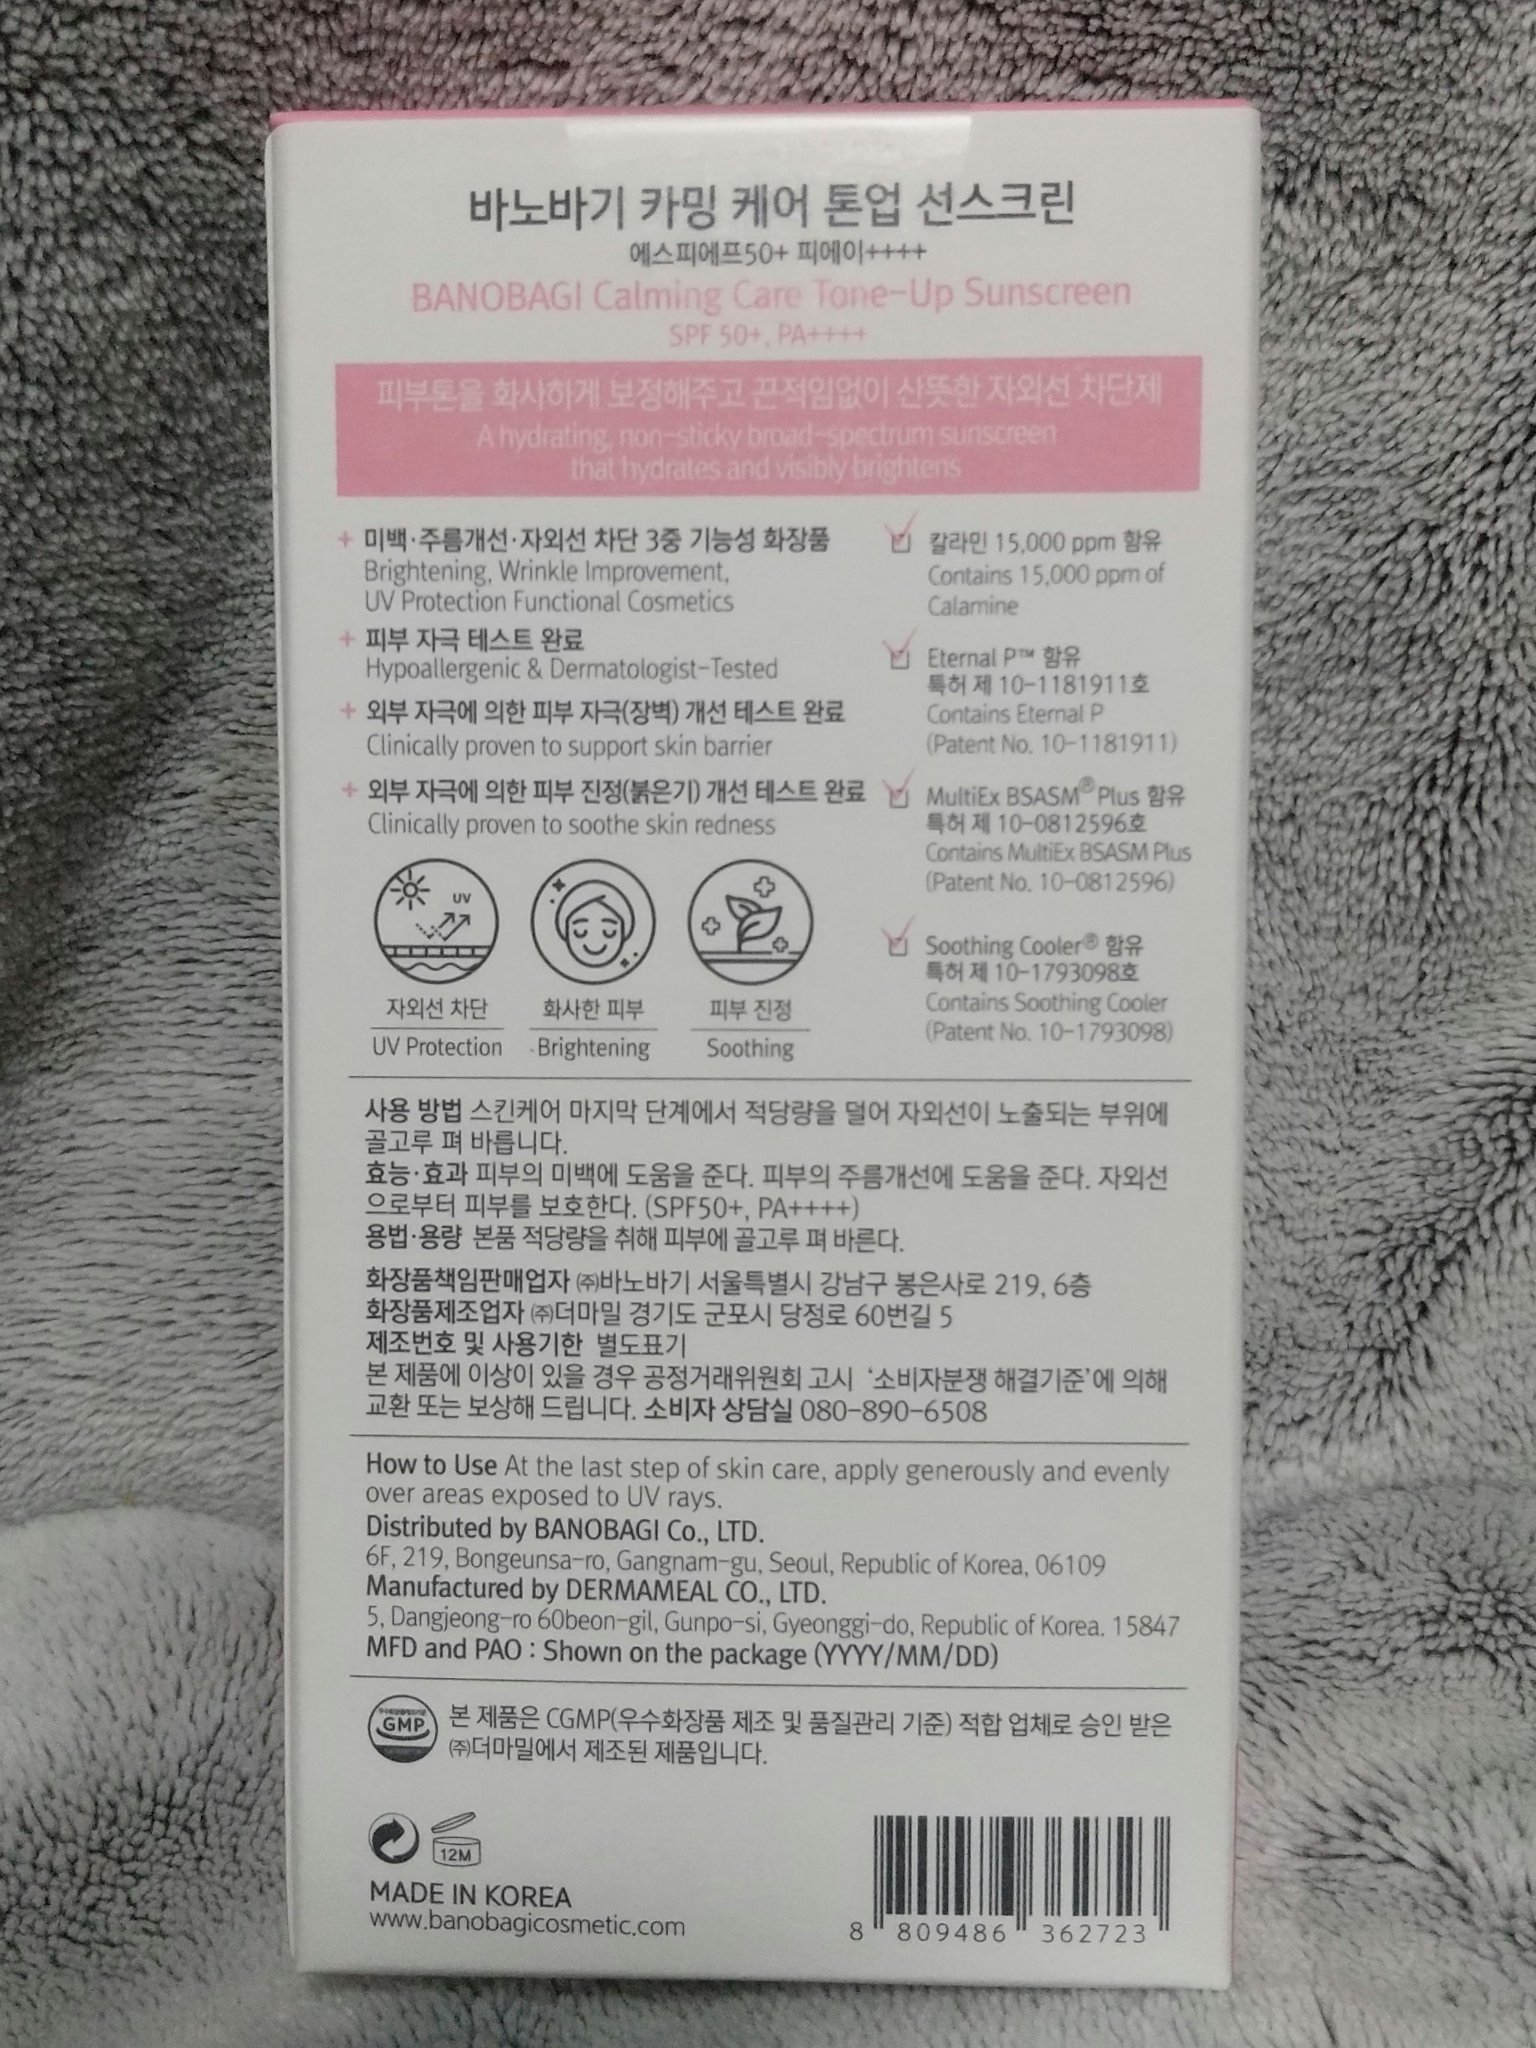 바노바기 카밍 케어 톤업 선스크린
에스피에프50+ 피에이++++
BANOBAGI Calming Care Tone-Up Sunscreen
SPF 50+, PA++++
피부톤을 화사하게 보정해주고 끈적임없이 산뜻한 자외선 차단제
A hydrating, non-sticky broad-spectrum sunscreen
that hydrates and visibly brightens
+ 미백·주름개선·자외선 차단 3중 기능성 화장품
Brightening, Wrinkle Improvement,
UV Protection Functional Cosmetics
+ 피부 자극 테스트 완료
Hypoallergenic & Dermatologist-Tested
+ 외부 자극에 의한 피부 자극(장벽) 개선 테스트 완료
Clinically proven to support skin barrier
+ 외부 자극에 의한 피부 진정(붉은기) 개선 테스트 완료
Clinically proven to soothe skin redness
칼라민 15,000 ppm 함유
Contains 15,000 ppm of
Calamine
Eternal P™ 함유
특허 제 10-1181911호
Contains Eternal P
(Patent No. 10-1181911)
MultiEx BSASM® Plus 함유
특허 제 10-0812596호
Contains MultiEx BSASM Plus
(Patent No. 10-0812596)
Soothing Cooler® 함유
특허 제 10-1793098호
Contains Soothing Cooler
(Patent No. 10-1793098)
UV
자외선 차단
UV Protection
화사한 피부
Brightening
피부 진정
Soothing
사용 방법 스킨케어 마지막 단계에서 적당량을 덜어 자외선이 노출되는 부위에
골고루 펴 바릅니다.
효능·효과 피부의 미백에 도움을 준다. 피부의 주름개선에 도움을 준다. 자외선
으로부터 피부를 보호한다. (SPF50+, PA++++)
용법·용량 본품 적당량을 취해 피부에 골고루 펴 바른다.
화장품책임판매업자 ㈜바노바기 서울특별시 강남구 봉은사로 219, 6층
화장품제조업자 ㈜더마밀 경기도 군포시 당정로 60번길 5
제조번호 및 사용기한 별도표기
본 제품에 이상이 있을 경우 공정거래위원회 고시 '소비자분쟁 해결기준'에 의해
교환 또는 보상해 드립니다. 소비자 상담실 080-890-6508
How to Use At the last step of skin care, apply generously and evenly
over areas exposed to UV rays.
Distributed by BANOBAGI Co., LTD.
6F, 219, Bongeunsa-ro, Gangnam-gu, Seoul, Republic of Korea, 06109
Manufactured by DERMAMEAL CO., LTD.
5, Dangjeong-ro 60beon-gil, Gunpo-si, Gyeonggi-do, Republic of Korea. 15847
MFD and PAO : Shown on the package (YYYY/MM/DD)
GMP
본 제품은 CGMP(우수화장품 제조 및 품질관리 기준) 적합 업체로 승인 받은
㈜더마밀에서 제조된 제품입니다.
12M
MADE IN KOREA
www.banobagicosmetic.com
8 809486 362723